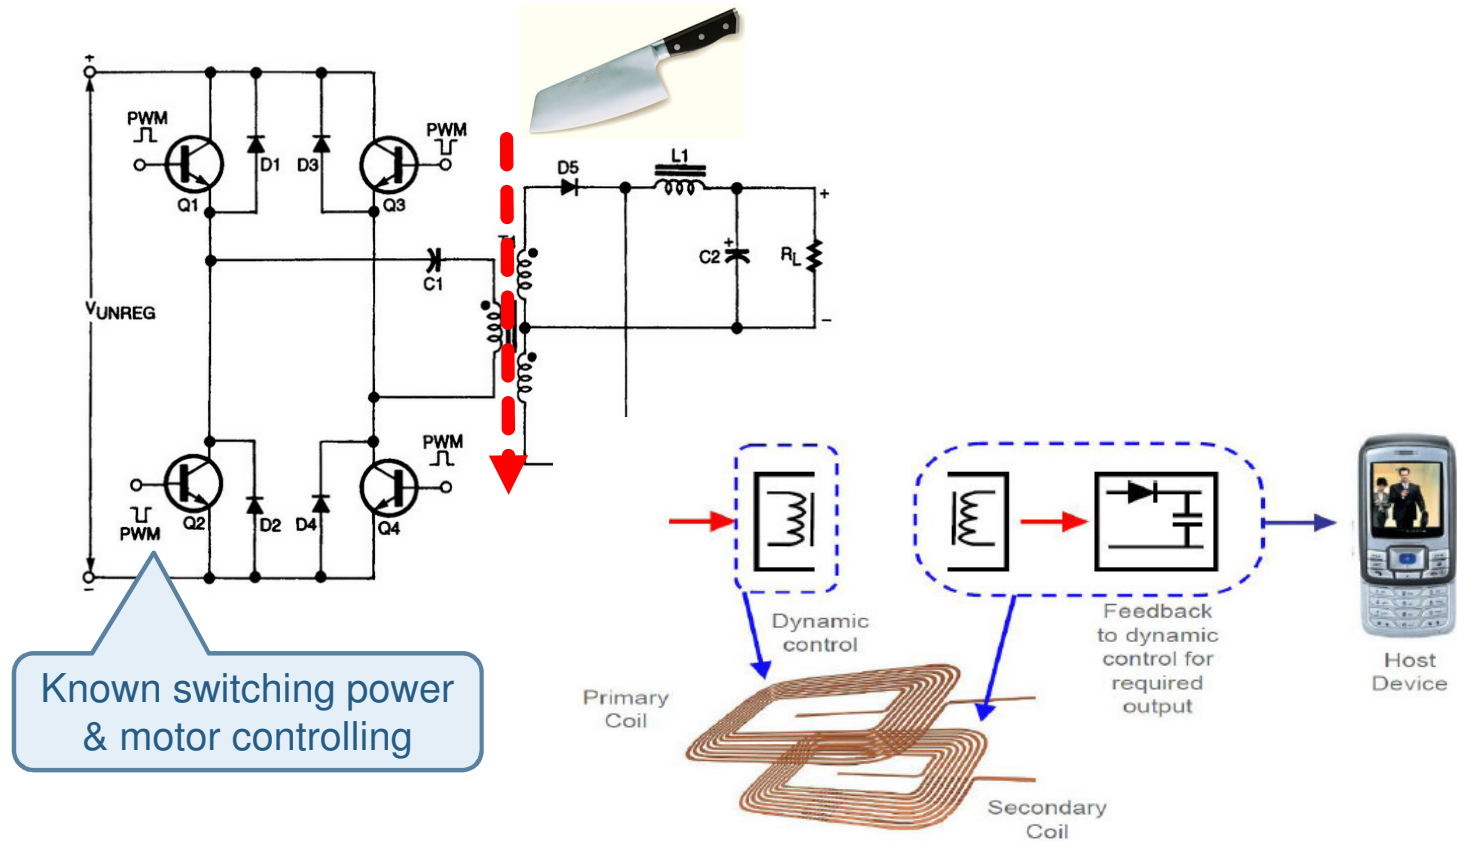 +
PWM
PWM
D1
D3
Q1
Q3
D5
L1
+
C1
+
C2
RL
VUNREG
−
PWM
Q2
D2
D4
Q4
PWM
−
Known switching power
& motor controlling
Dynamic
control
Feedback
to dynamic
control for
required
output
Host
Device
Primary
Coil
Secondary
Coil